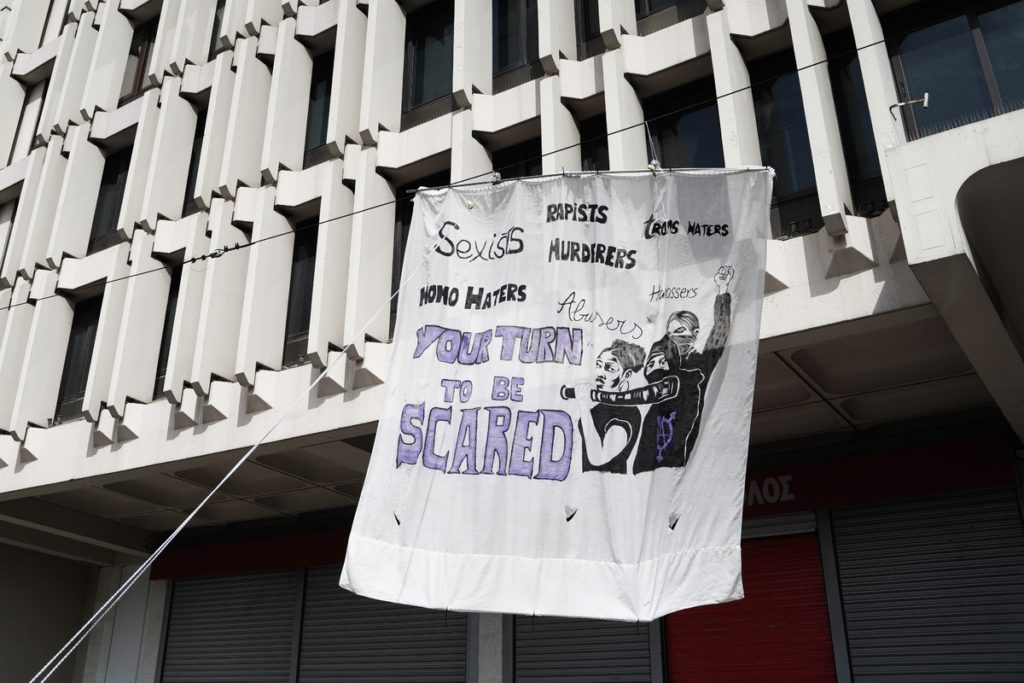 Sexists
RAPISTS
MURDIRERS
trans HATERS
HOMO HATERS
Abusers
Harassers
YOUR TURN
TO BE
SCARED
ΛΟΣ